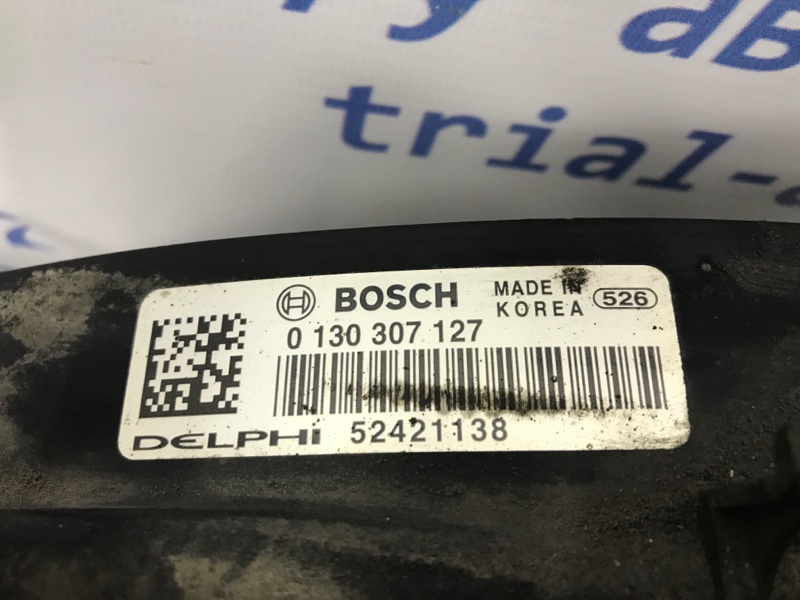 trial-
BOSCH
MADE IN
KOREA
526
0 130 307 127
DELPHI 52421138